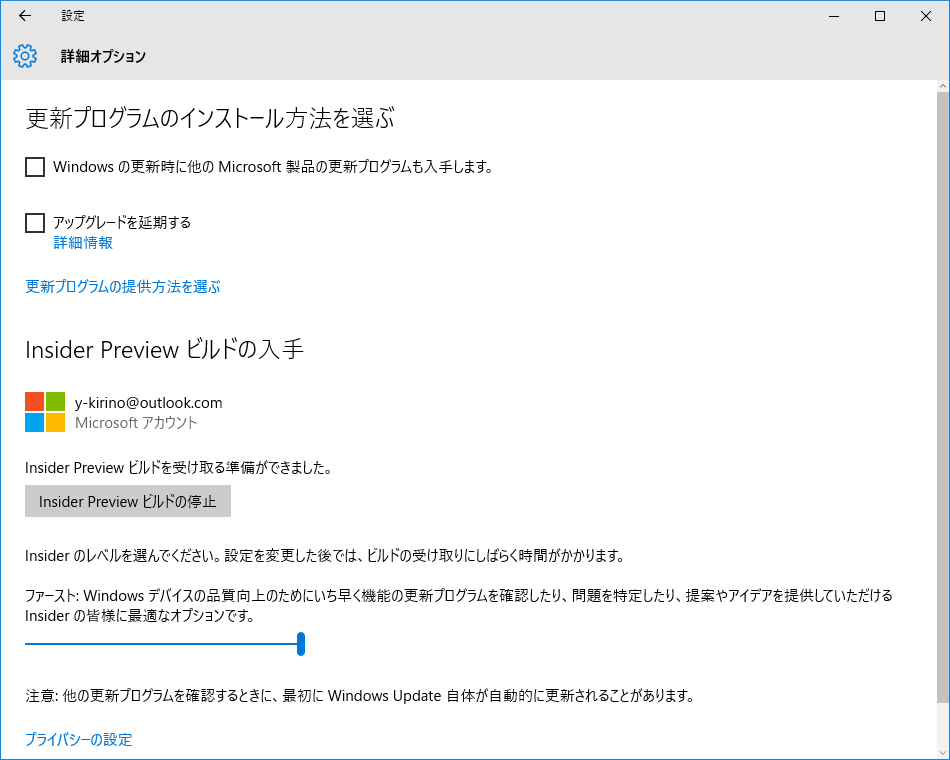 設定
詳細オプション
更新プログラムのインストール方法を選ぶ
Windows の更新時に他の Microsoft 製品の更新プログラムも入手します。
アップグレードを延期する
詳細情報
更新プログラムの提供方法を選ぶ
Insider Preview ビルドの入手
y-kirino@outlook.com
Microsoft アカウント
Insider Preview ビルドを受け取る準備ができました。
Insider Preview ビルドの停止
Insider のレベルを選んでください。設定を変更した後では、ビルドの受け取りにしばらく時間がかかります。
ファースト: Windows デバイスの品質向上のためにいち早く機能の更新プログラムを確認したり、問題を特定したり、提案やアイデアを提供していただける
Insider の皆様に最適なオプションです。
注意: 他の更新プログラムを確認するときに、最初に Windows Update 自体が自動的に更新されることがあります。
プライバシーの設定